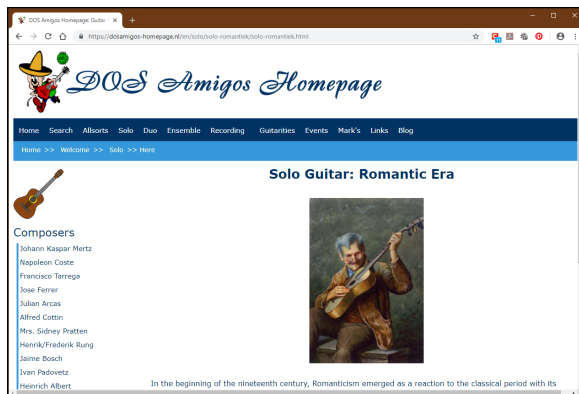 DOS Amigos Homepage: Guitar
https://dosamigos-homepage.nl/en/solo/solo-romantiek/solo-romantiek.html
DOS Amigos Homepage
Home Search Allsorts Solo Duo Ensemble Recording Guitarities Events Mark's Links Blog
Home >> Welcome >> Solo >> Here
Solo Guitar: Romantic Era
Composers
Johann Kaspar Mertz
Napoleon Coste
Francisco Tarrega
Jose Ferrer
Julian Arcas
Alfred Cottin
Mrs. Sidney Pratten
Henrik/Frederik Rung
Jaime Bosch
Ivan Padovetz
Heinrich Albert
In the beginning of the nineteenth century, Romanticism emerged as a reaction to the classical period with its